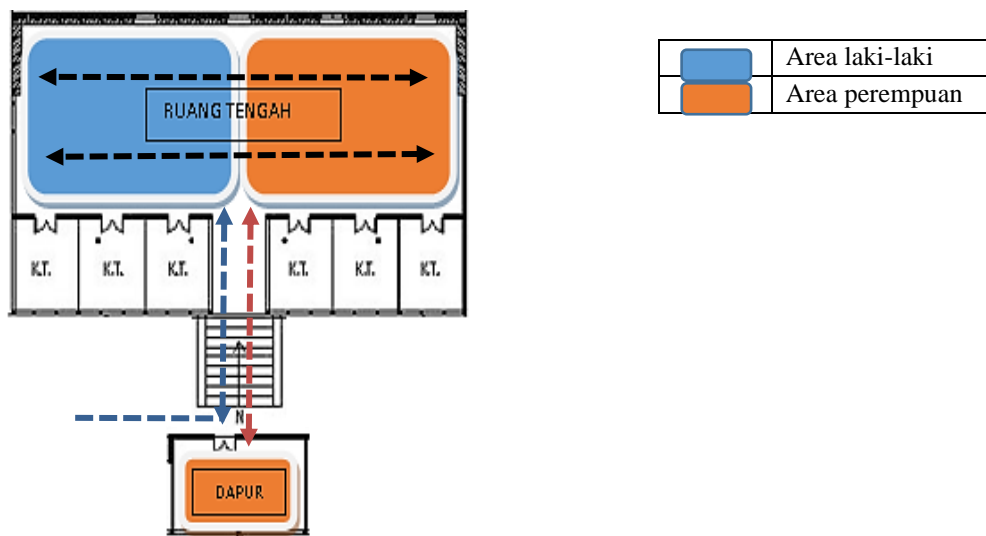 Area laki-laki
Area perempuan
RUANG TENGAH
K.T.
K.T.
K.T.
K.T.
K.T.
K.T.
N
DAPUR